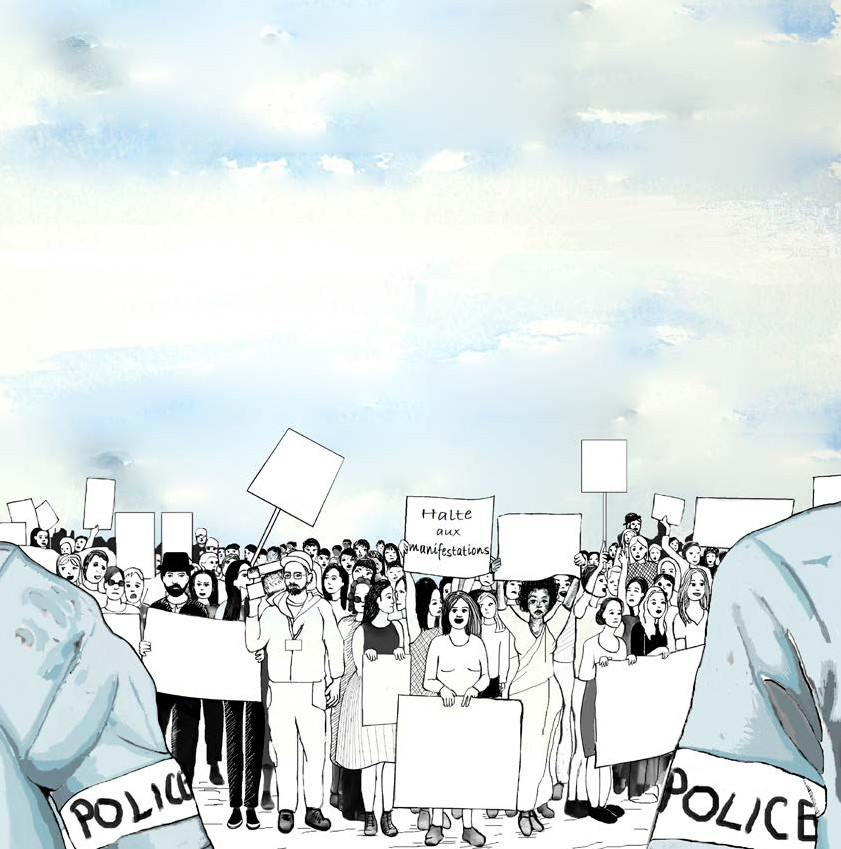 Halte
aux
manifestations
POLICE
POLICE